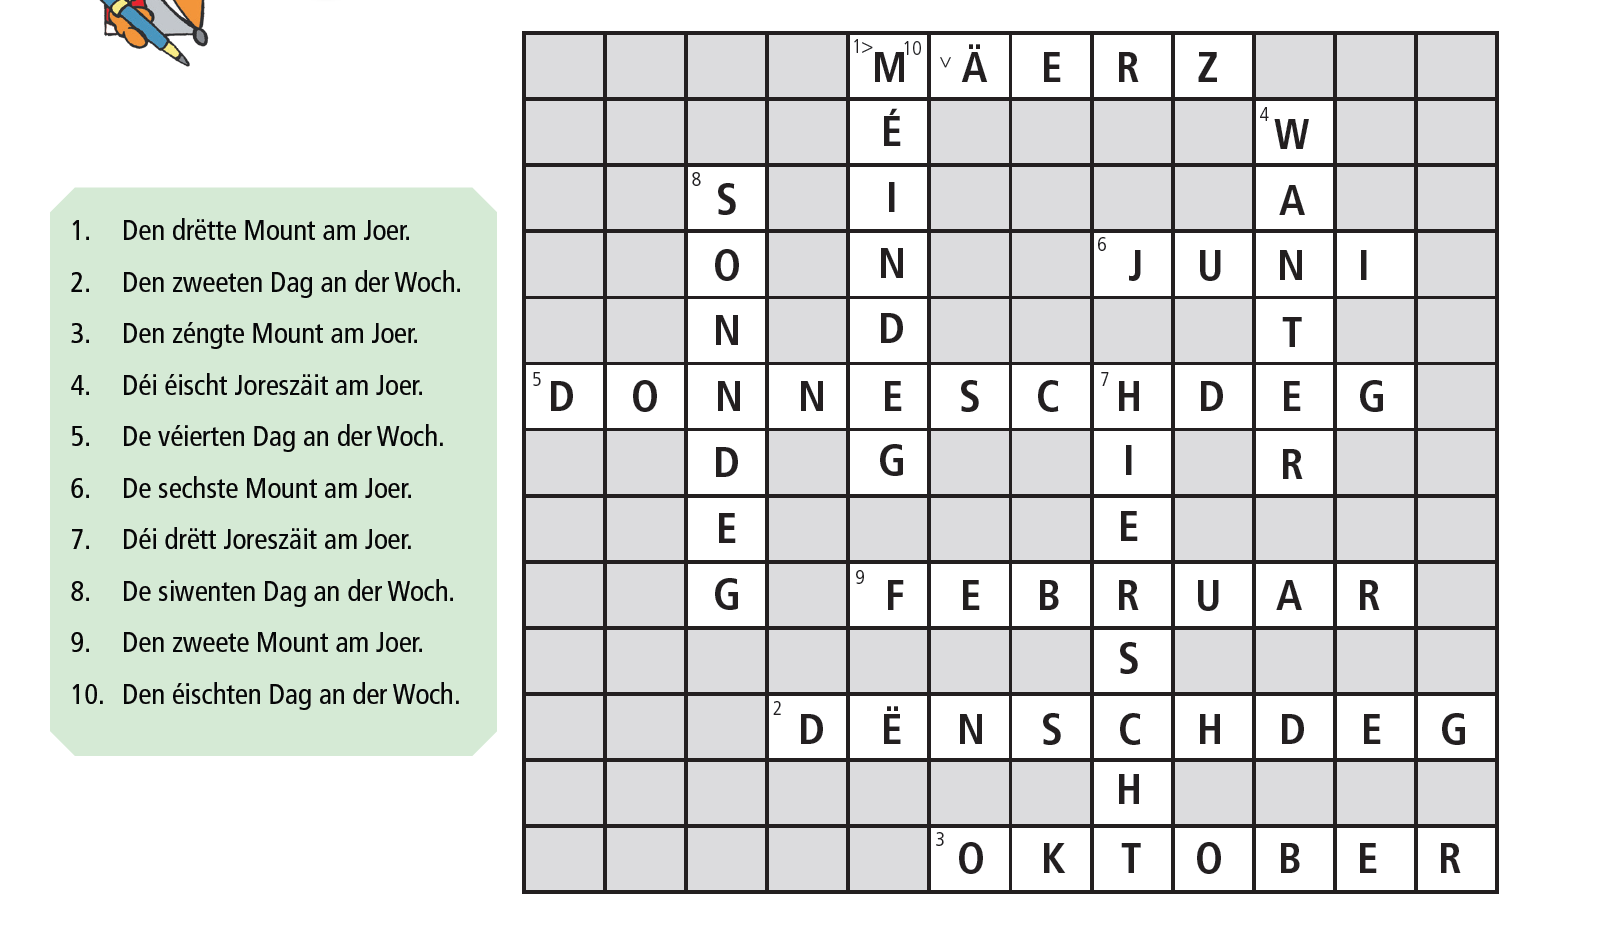 1. Den drëtte Mount am Joer.
2. Den zweeten Dag an der Woch.
3. Den zéngte Mount am Joer.
4. Déi éischt Joreszäit am Joer.
5. De véierten Dag an der Woch.
6. De sechste Mount am Joer.
7. Déi drëtt Joreszäit am Joer.
8. De siwenten Dag an der Woch.
9. Den zweete Mount am Joer.
10. Den éischten Dag an der Woch.
1> M 10 ˅ Ä E R Z
É 4 W
8 S I A
O N 6 J U N I
N D T
5 D O N N E S C 7 H D E G
D G I R
E E
G 9 F E B R U A R
S
2 D Ë N S C H D E G
H
3 O K T O B E R